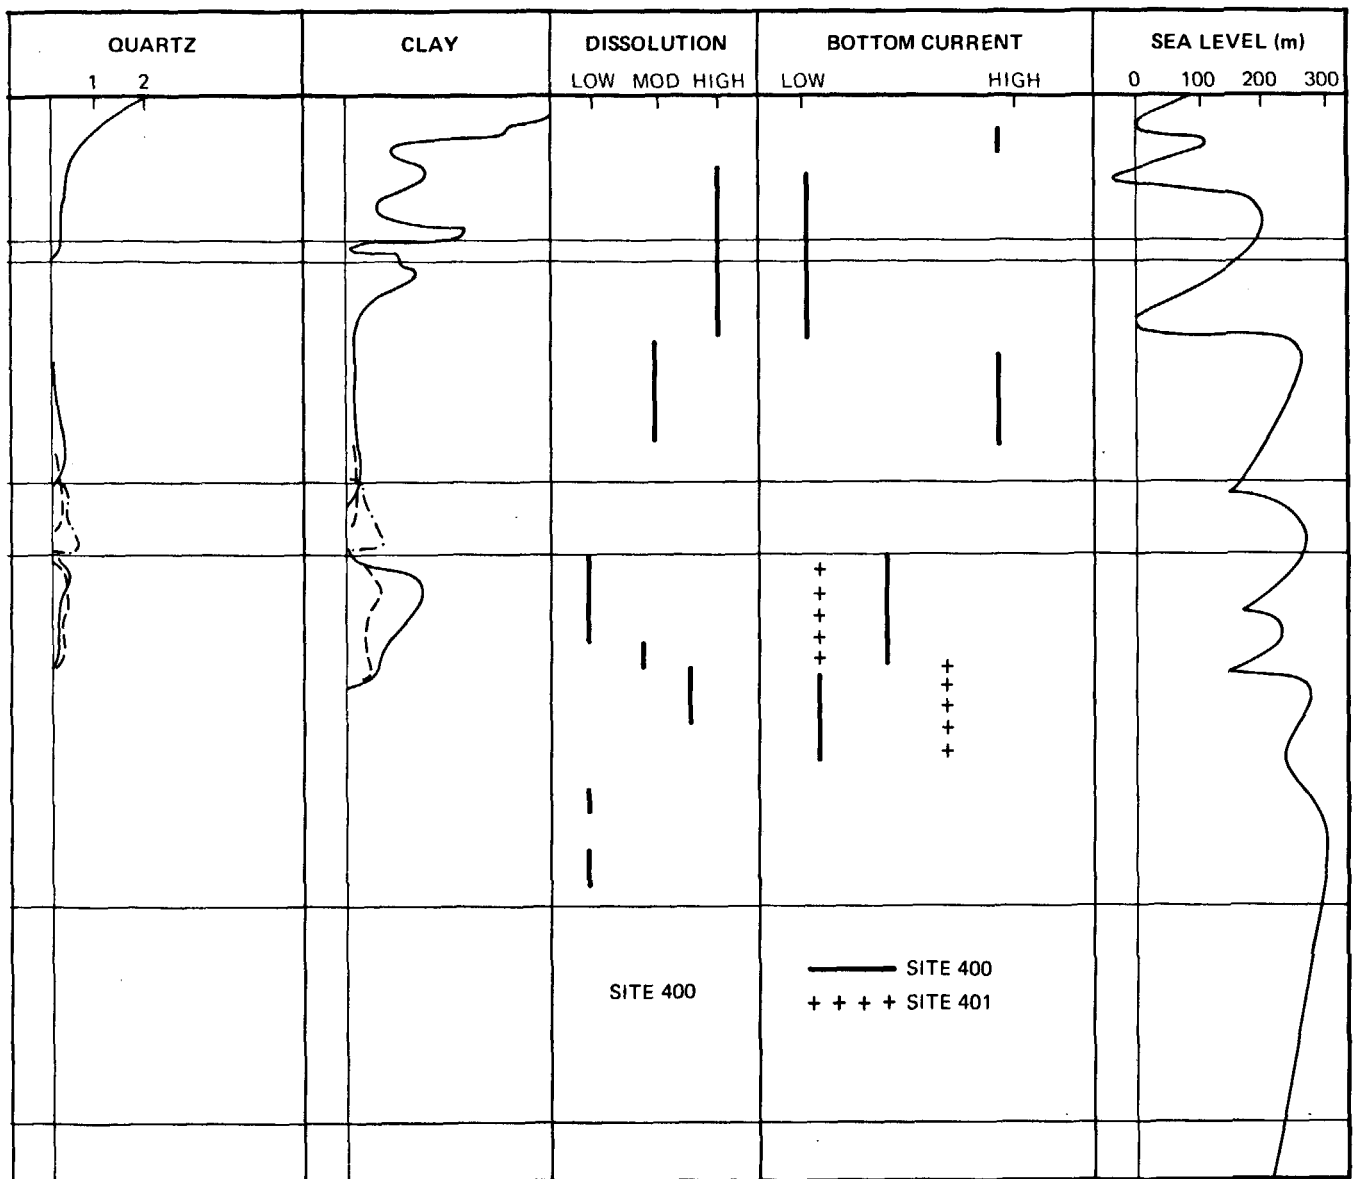 QUARTZ CLAY DISSOLUTION BOTTOM CURRENT SEA LEVEL (m)
1 2 LOW MOD HIGH LOW HIGH 0 100 200 300
SITE 400
SITE 400
+ + + + SITE 401